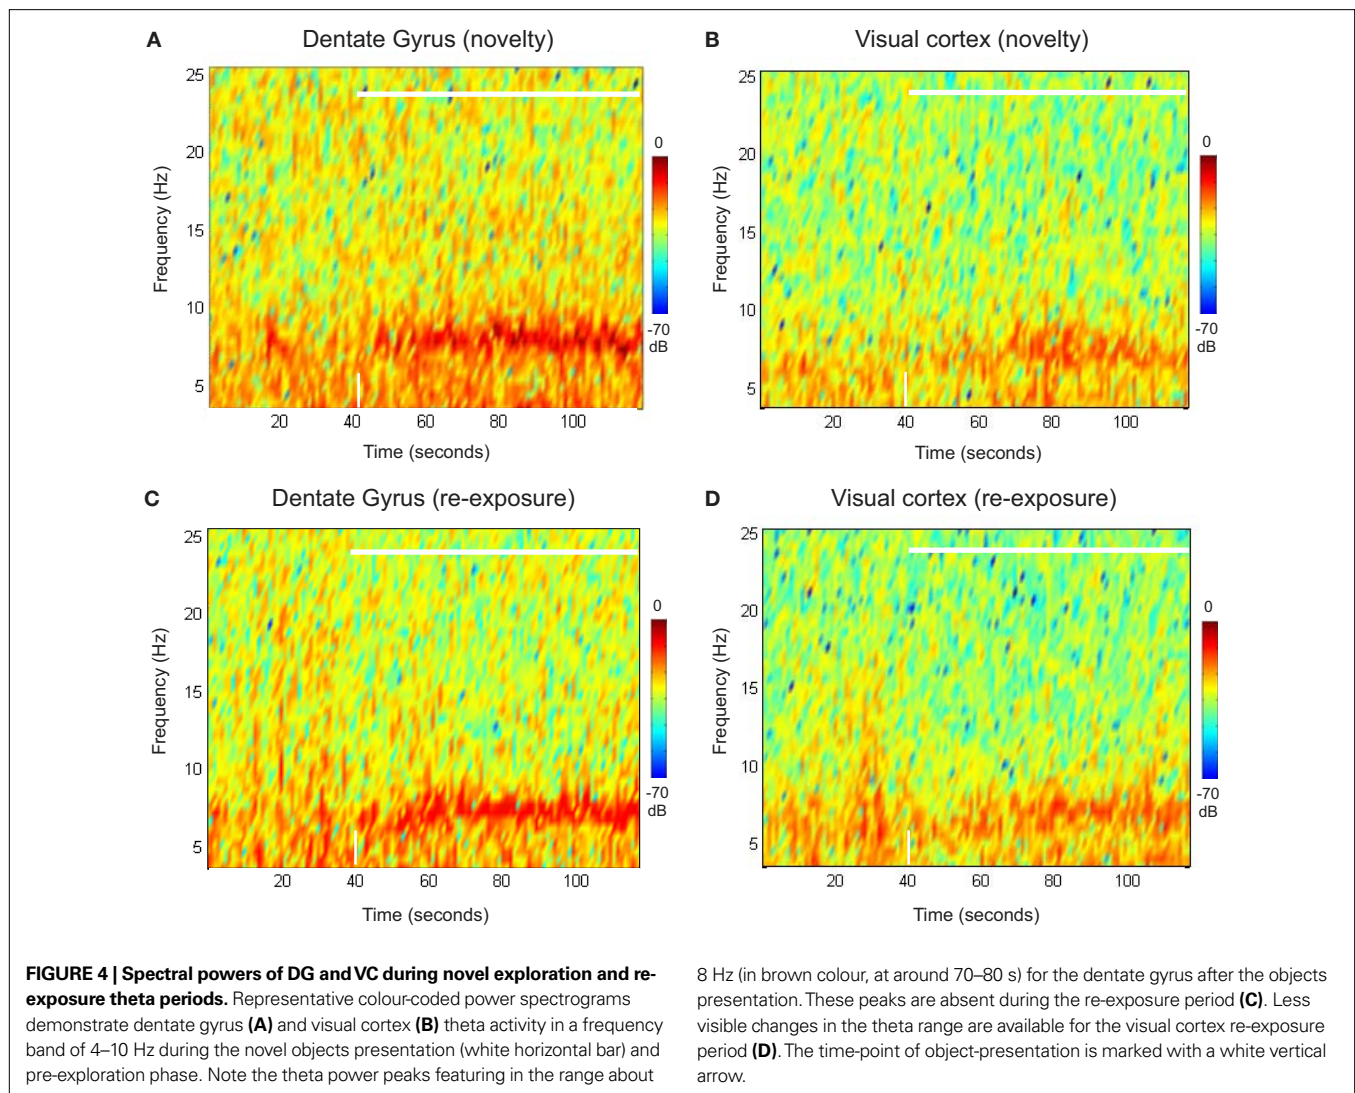 A Dentate Gyrus (novelty)
25
20
15
10
5
Frequency (Hz)
20 40 60 80 100
Time (seconds)
0
-70
dB
B Visual cortex (novelty)
25
20
15
10
5
Frequency (Hz)
20 40 60 80 100
Time (seconds)
0
-70
dB
C Dentate Gyrus (re-exposure)
25
20
15
10
5
Frequency (Hz)
20 40 60 80 100
Time (seconds)
0
-70
dB
D Visual cortex (re-exposure)
25
20
15
10
5
Frequency (Hz)
20 40 60 80 100
Time (seconds)
0
-70
dB
FIGURE 4 | Spectral powers of DG and VC during novel exploration and re-
exposure theta periods. Representative colour-coded power spectrograms
demonstrate dentate gyrus (A) and visual cortex (B) theta activity in a frequency
band of 4–10 Hz during the novel objects presentation (white horizontal bar) and
pre-exploration phase. Note the theta power peaks featuring in the range about
8 Hz (in brown colour, at around 70–80 s) for the dentate gyrus after the objects
presentation. These peaks are absent during the re-exposure period (C). Less
visible changes in the theta range are available for the visual cortex re-exposure
period (D). The time-point of object-presentation is marked with a white vertical
arrow.